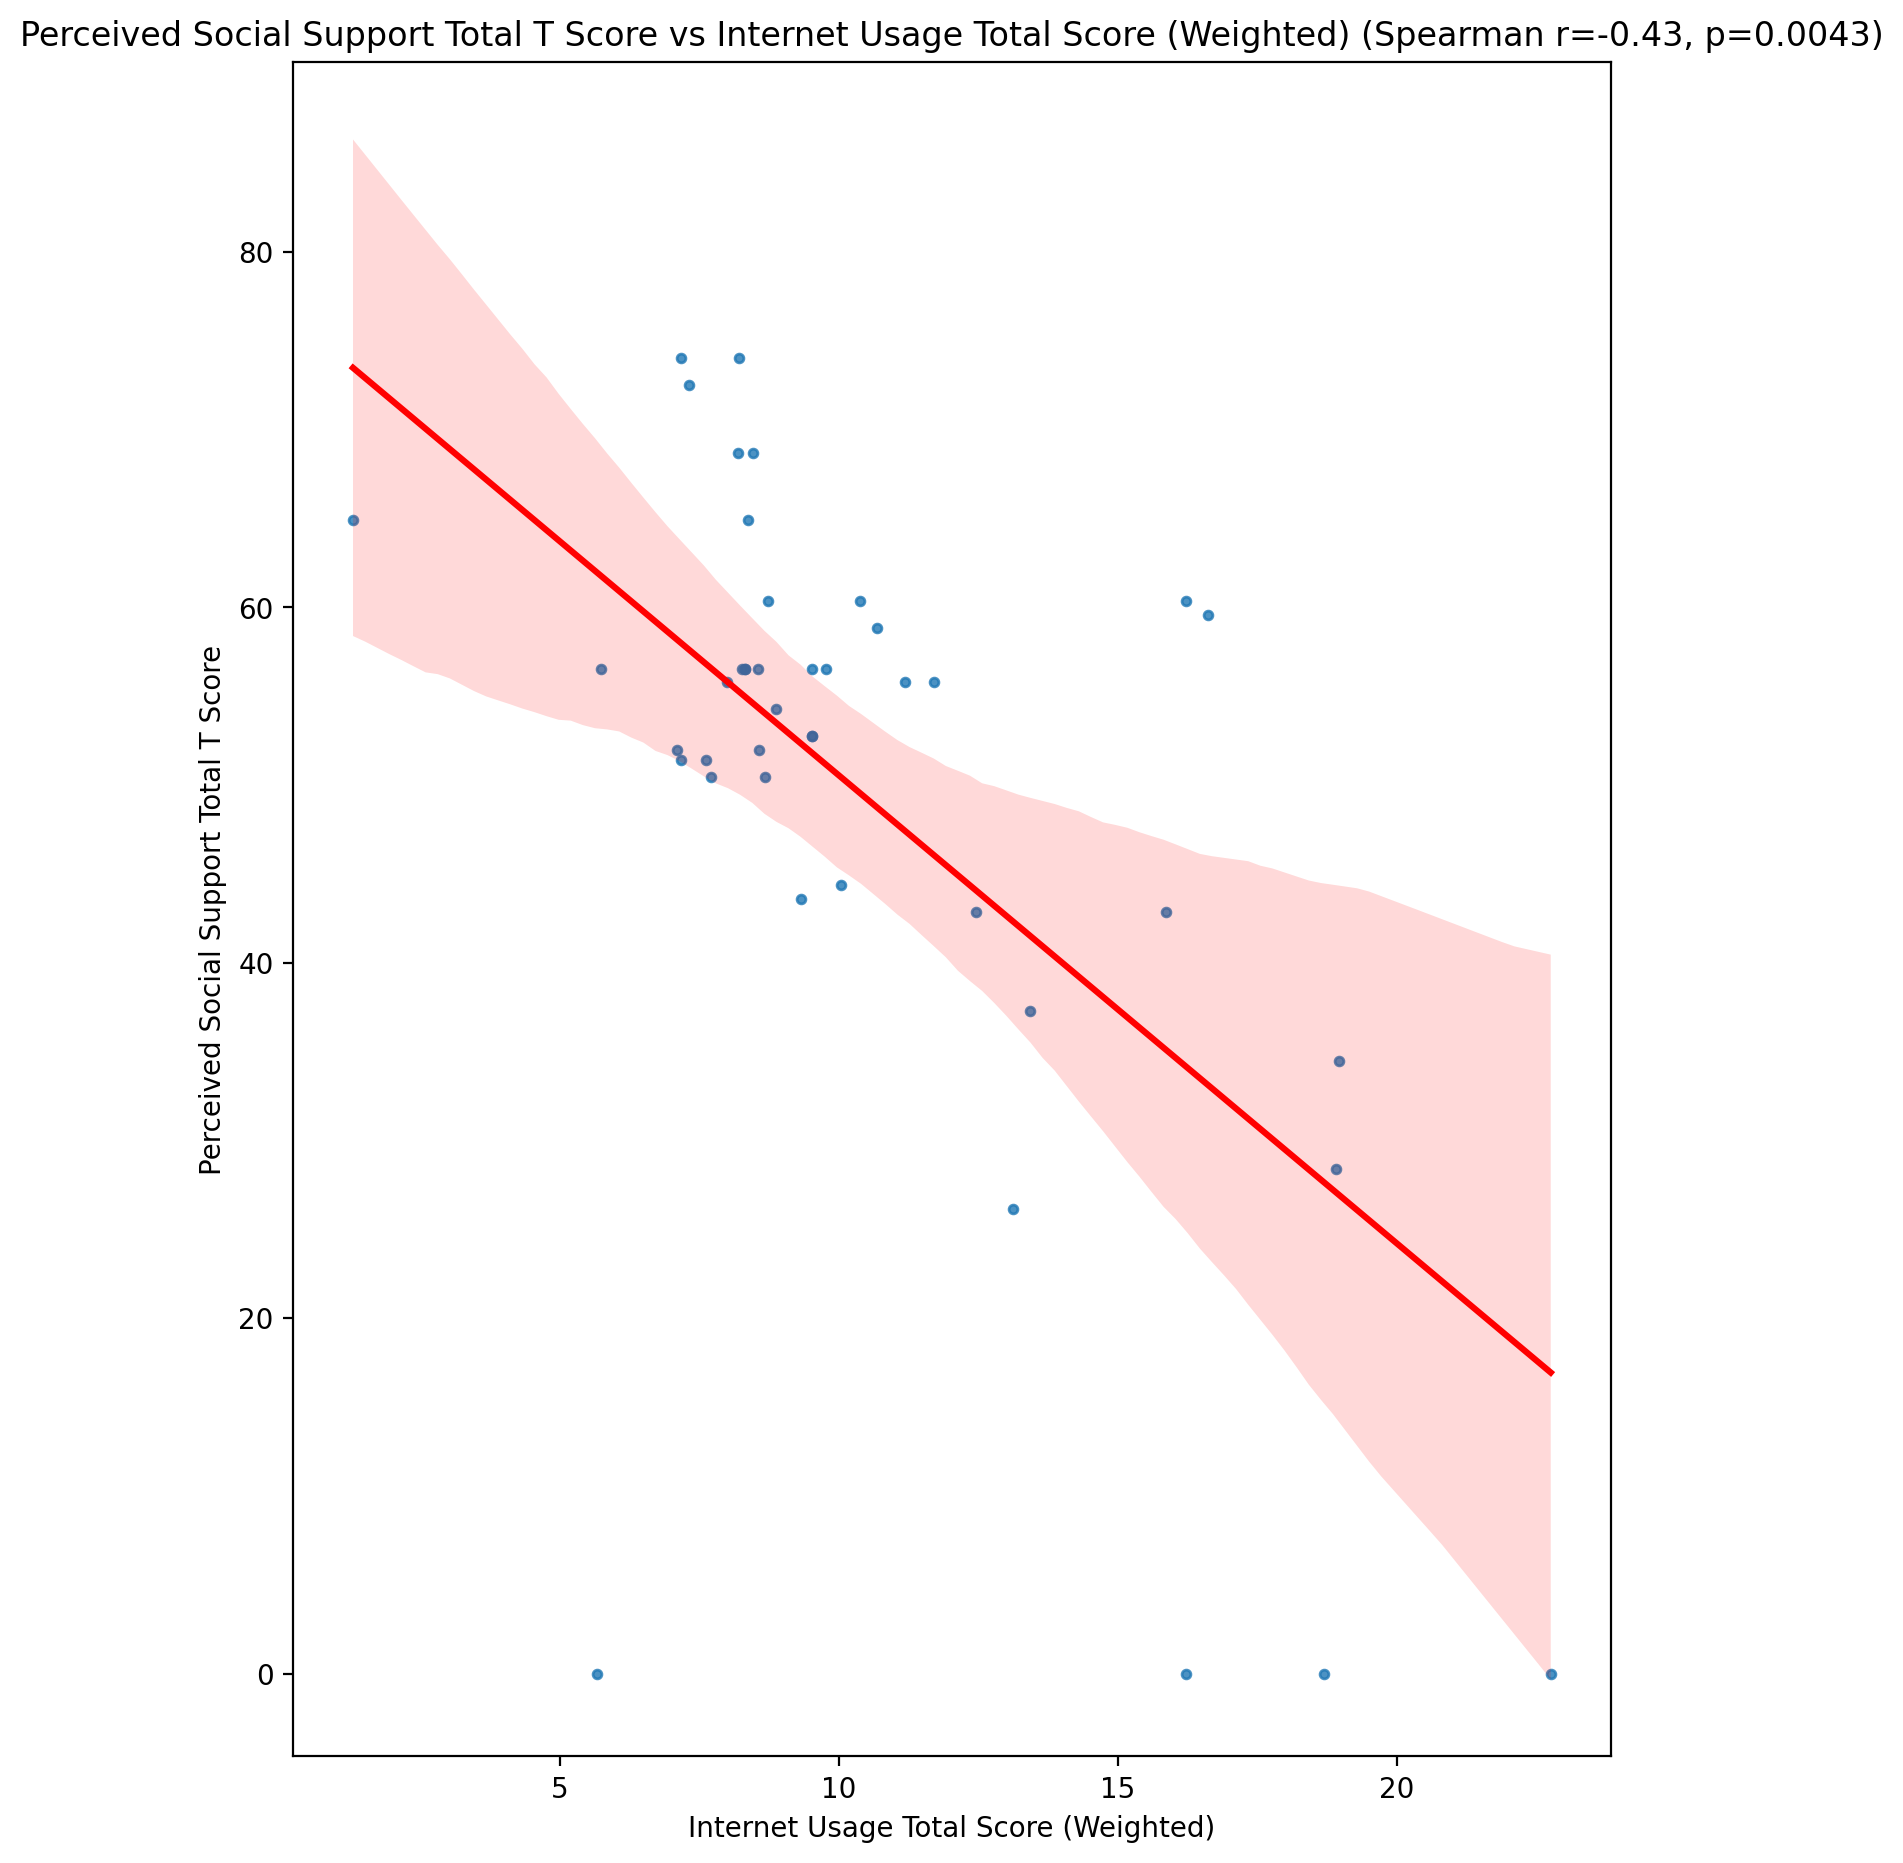 Perceived Social Support Total T Score vs Internet Usage Total Score (Weighted) (Spearman r=-0.43, p=0.0043)
Perceived Social Support Total T Score
80
60
40
20
0
5 10 15 20
Internet Usage Total Score (Weighted)